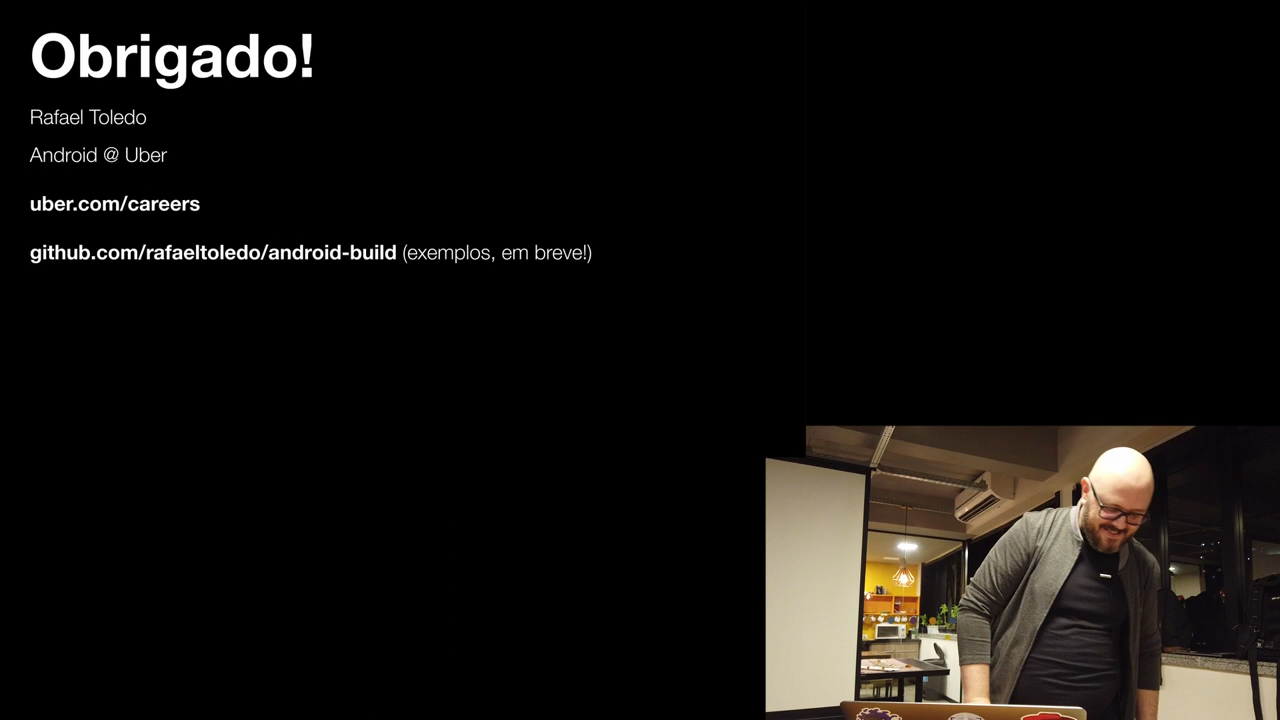 Obrigado!
Rafael Toledo
Android @ Uber
uber.com/careers
github.com/rafaeltoledo/android-build (exemplos, em breve!)